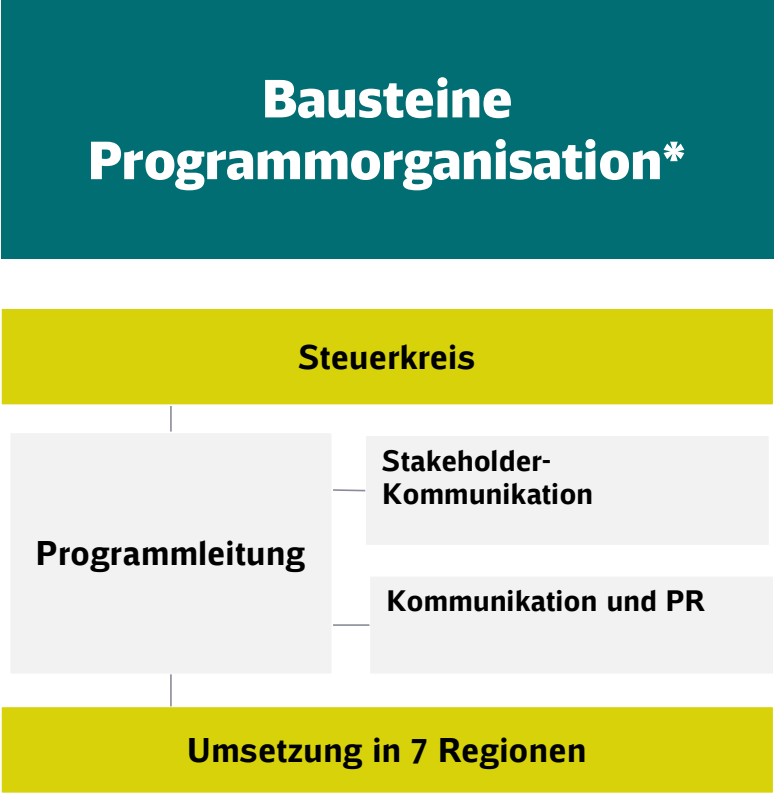 Bausteine
Programmorganisation*
Steuerkreis
Programmleitung
Stakeholder-
Kommunikation
Kommunikation und PR
Umsetzung in 7 Regionen